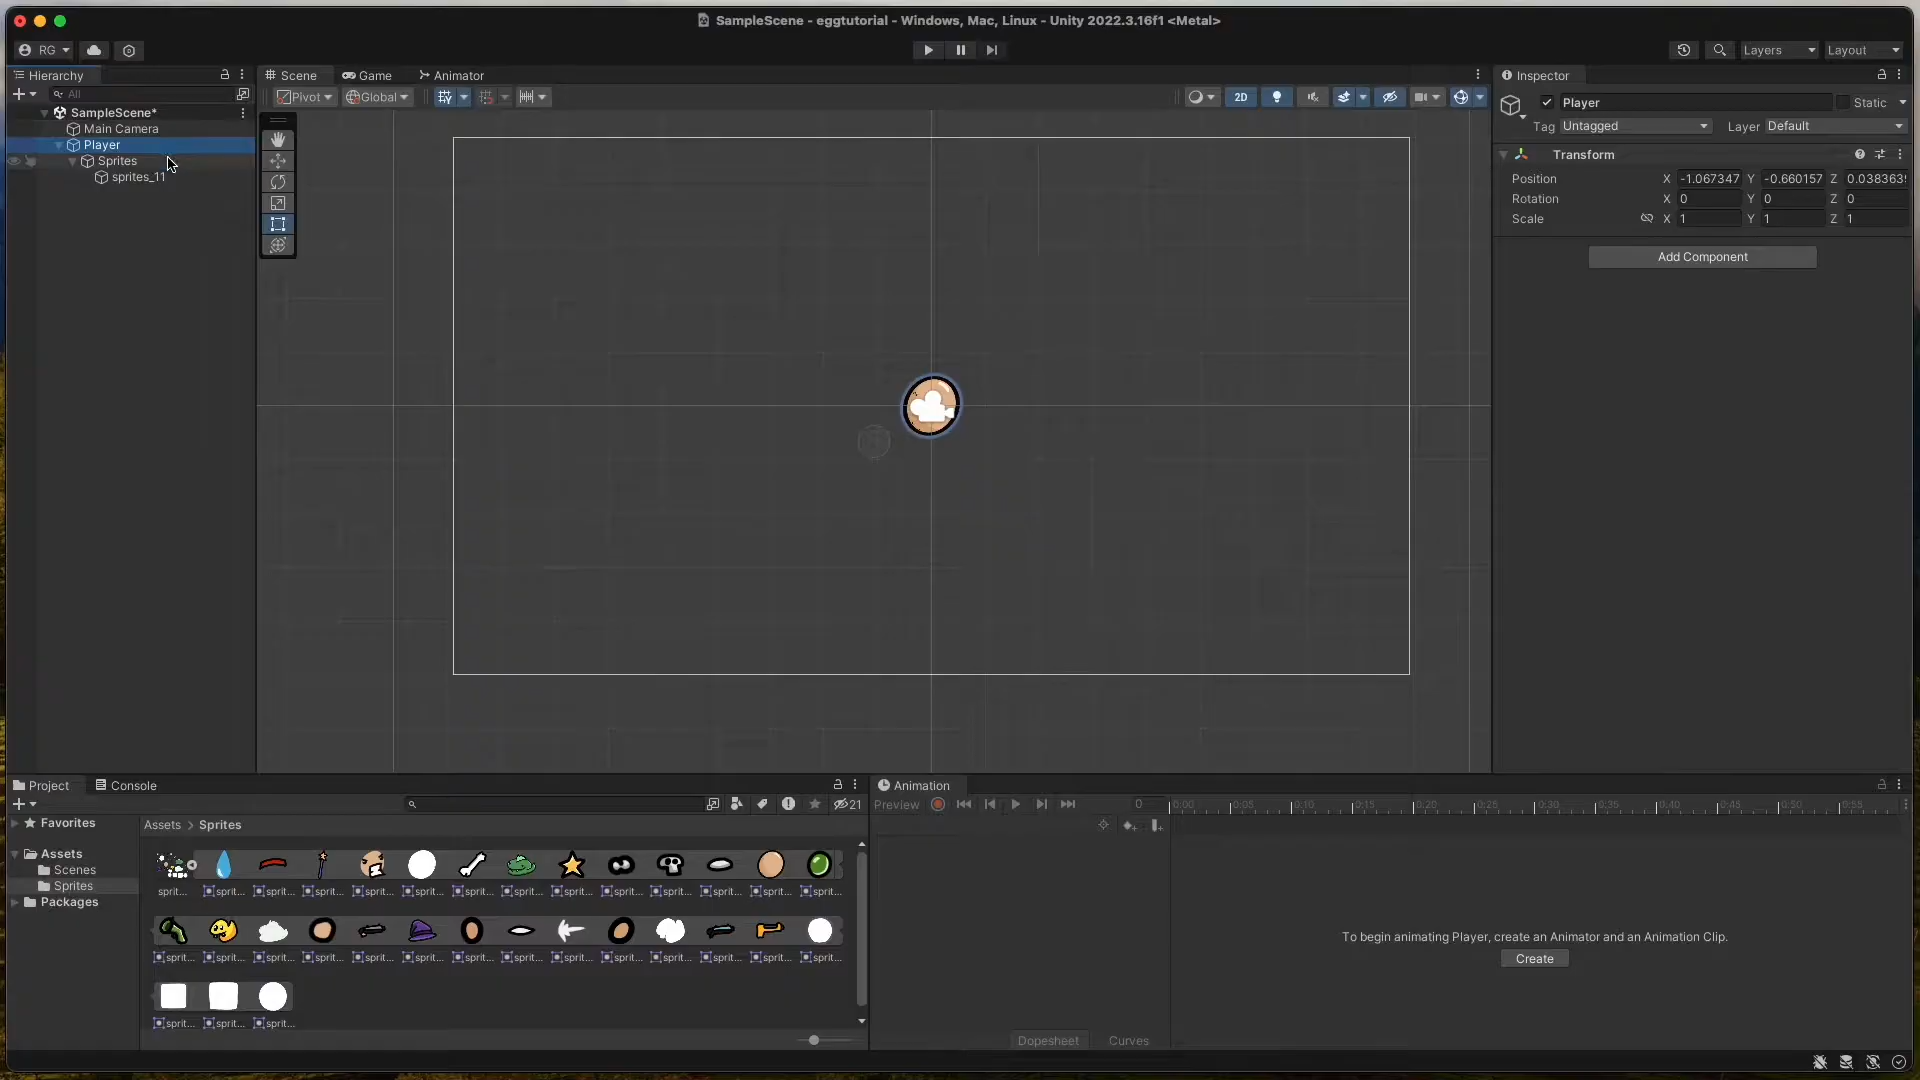 SampleScene - eggtutorial - Windows, Mac, Linux - Unity 2022.3.16f1 <Metal>
RG
Layers
Layout
Hierarchy
Scene
Game
Animator
Inspector
All
Pivot
Global
2D
Player
Static
SampleScene*
Main Camera
Player
Sprites
sprites_11
Tag Untagged
Layer Default
Transform
Position X -1.067347 Y -0.660157 Z 0.038363
Rotation X 0 Y 0 Z 0
Scale X 1 Y 1 Z 1
Add Component
Project
Console
Animation
21
Preview
0
0:00 0:05 0:10 0:15 0:20 0:25 0:30 0:35 0:40 0:45 0:50 0:55
Favorites
Assets
Scenes
Sprites
Packages
Assets > Sprites
sprit... sprit... sprit... sprit... sprit... sprit... sprit... sprit... sprit... sprit... sprit... sprit... sprit... sprit...
sprit... sprit... sprit... sprit... sprit... sprit... sprit... sprit... sprit... sprit... sprit... sprit... sprit... sprit...
sprit... sprit... sprit...
To begin animating Player, create an Animator and an Animation Clip.
Create
Dopesheet
Curves